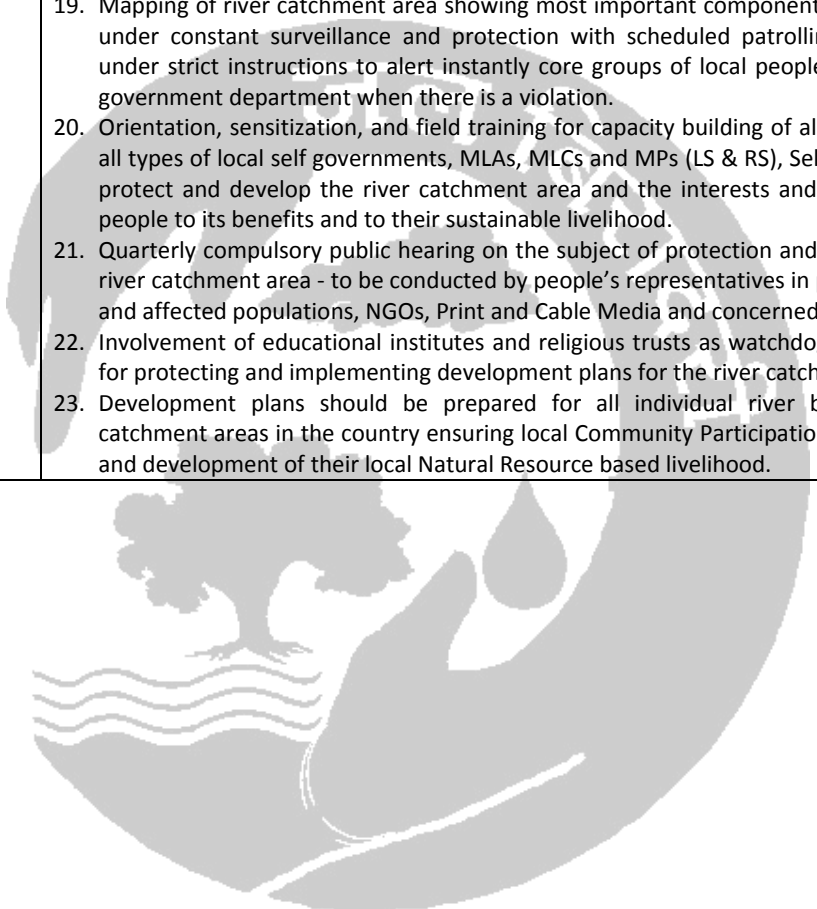 19. Mapping of river catchment area showing most important component
under constant surveillance and protection with scheduled patrollin
under strict instructions to alert instantly core groups of local people
government department when there is a violation.
20. Orientation, sensitization, and field training for capacity building of al
all types of local self governments, MLAs, MLCs and MPs (LS & RS), Sel
protect and develop the river catchment area and the interests and
people to its benefits and to their sustainable livelihood.
21. Quarterly compulsory public hearing on the subject of protection and
river catchment area - to be conducted by people’s representatives in
and affected populations, NGOs, Print and Cable Media and concerned
22. Involvement of educational institutes and religious trusts as watchdog
for protecting and implementing development plans for the river catch
23. Development plans should be prepared for all individual river b
catchment areas in the country ensuring local Community Participatio
and development of their local Natural Resource based livelihood.